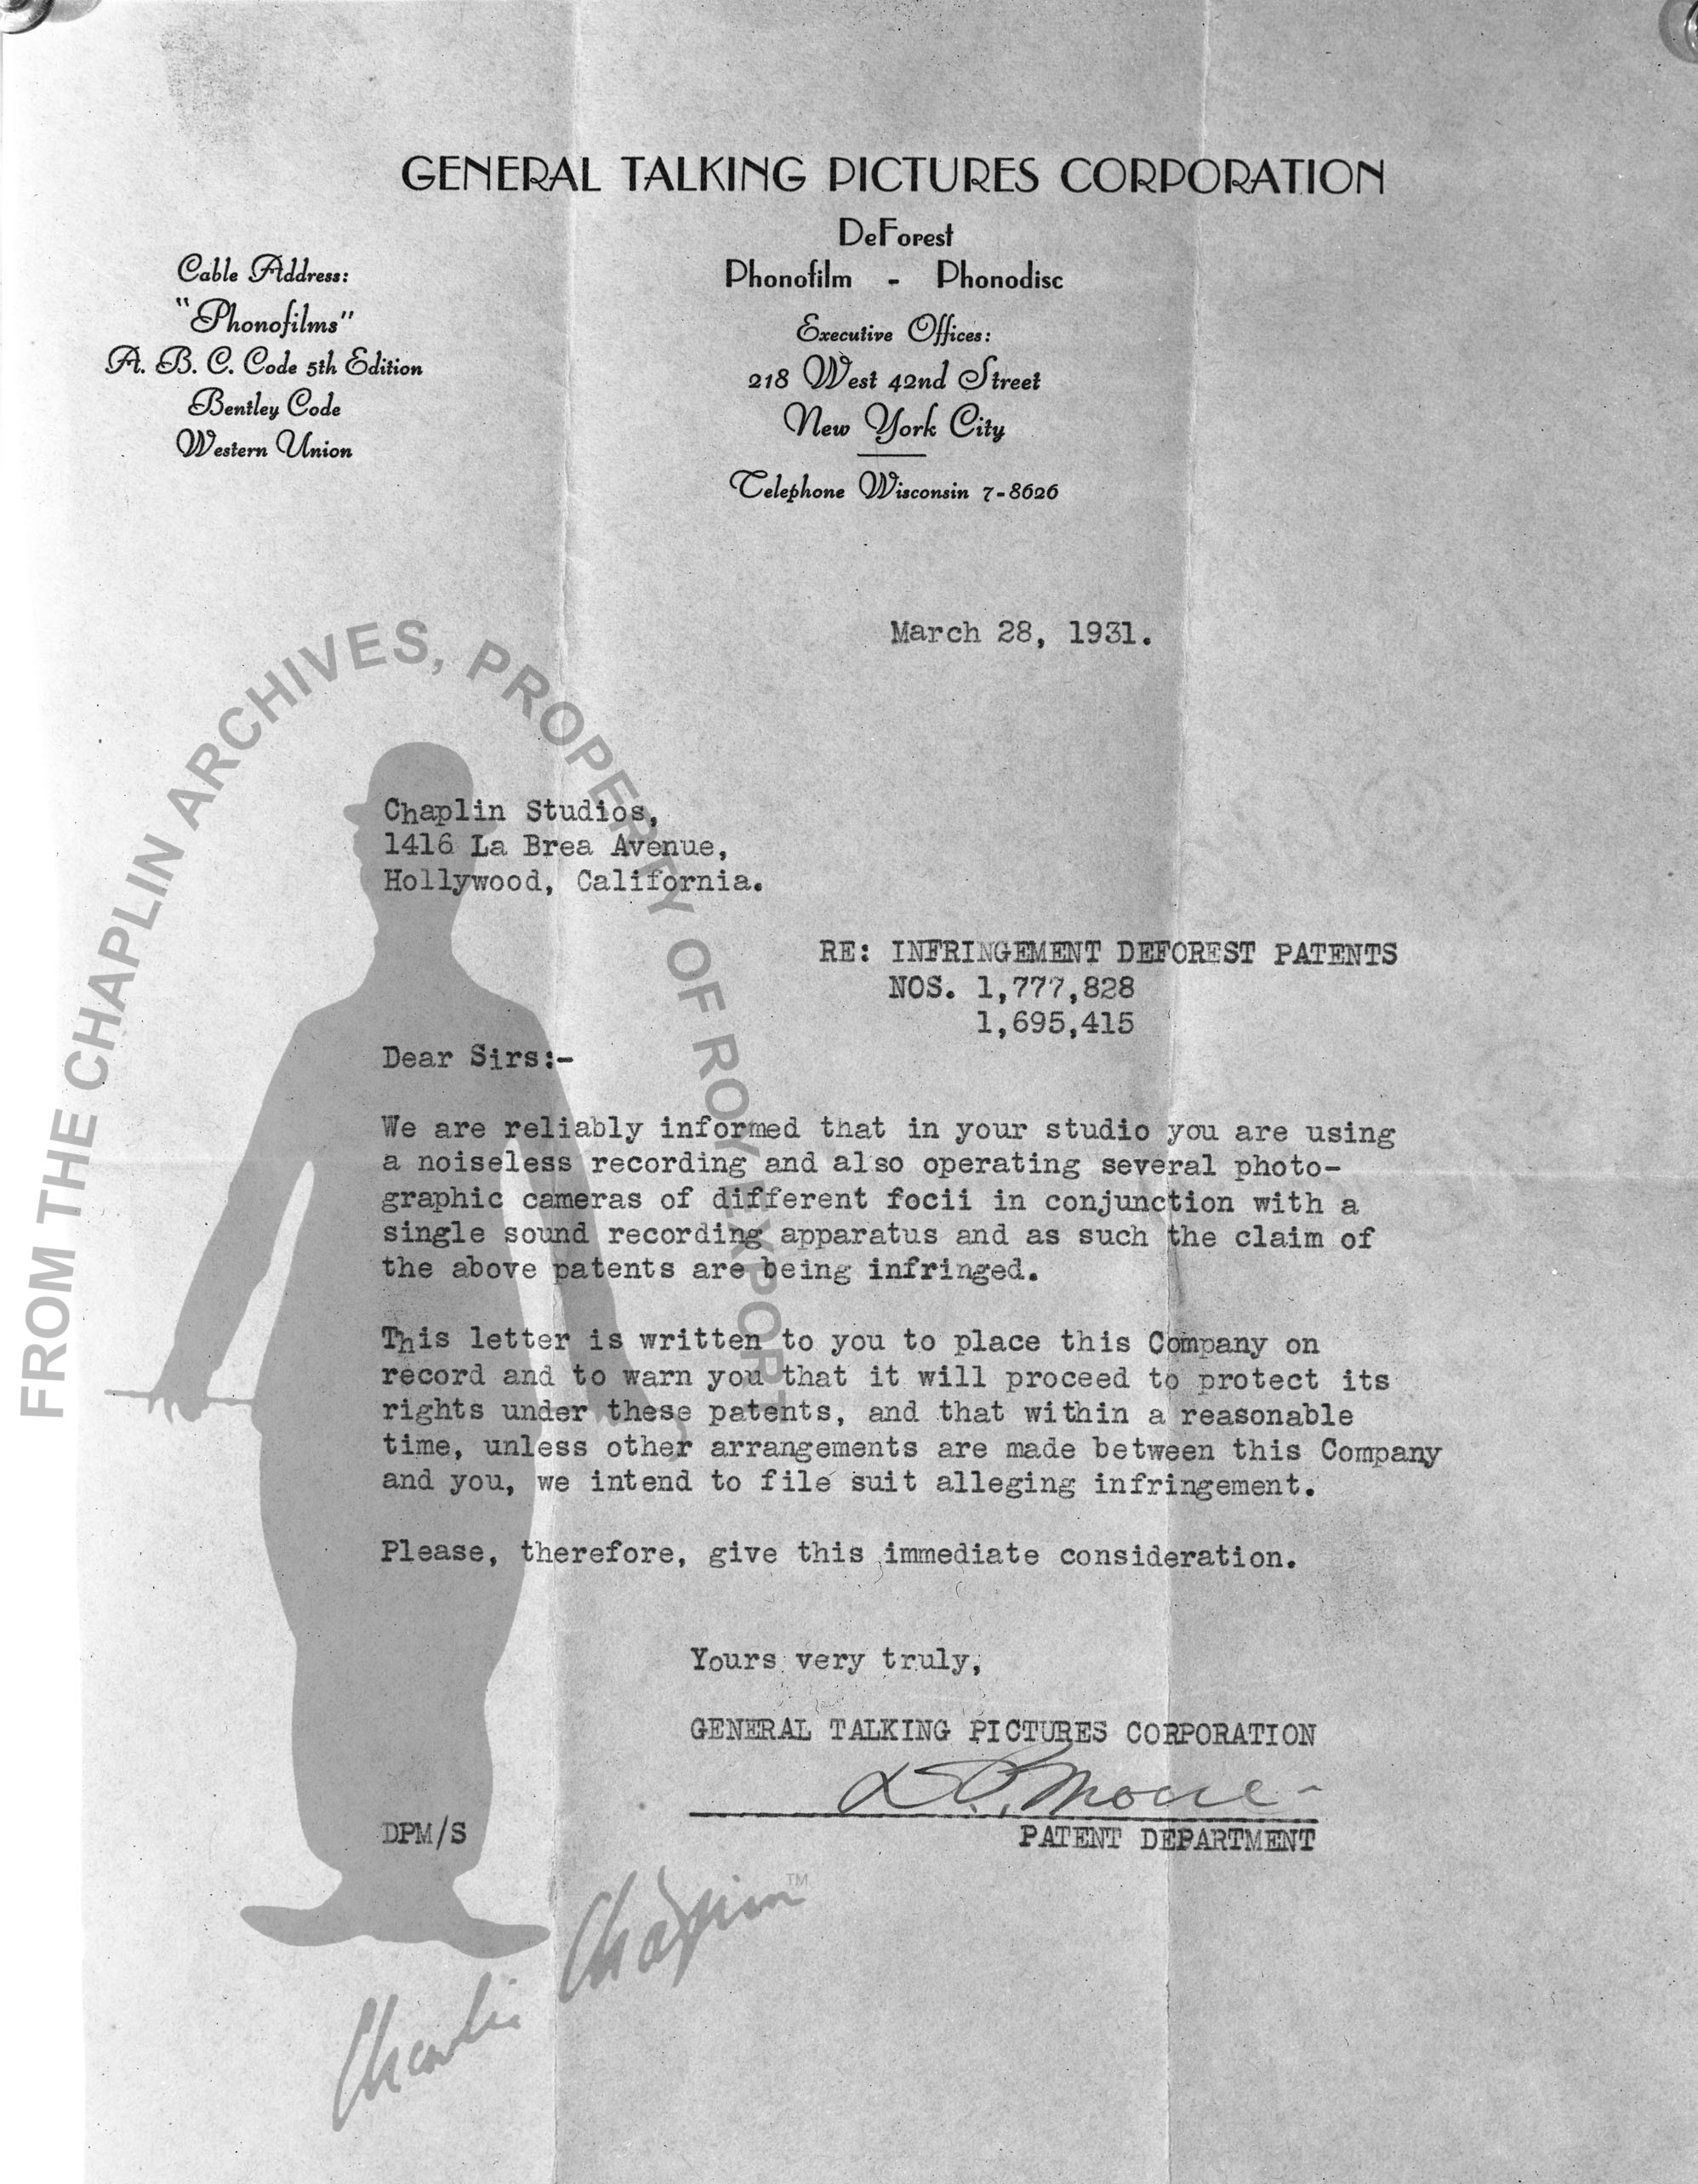 GENERAL TALKING PICTURES CORPORATION
DeForest
Phonofilm - Phonodisc
Cable Address:
"Phonofilms"
A. B. C. Code 5th Edition
Bentley Code
Western Union
Executive Offices:
218 West 42nd Street
New York City
Telephone Wisconsin 7-8626
March 28, 1931.
Chaplin Studios,
1416 La Brea Avenue,
Hollywood, California.
RE: INFRINGEMENT DEFOREST PATENTS
NOS. 1,777,828
1,695,415
Dear Sirs:-
We are reliably informed that in your studio you are using
a noiseless recording and also operating several photo-
graphic cameras of different focii in conjunction with a
single sound recording apparatus and as such the claim of
the above patents are being infringed.
This letter is written to you to place this Company on
record and to warn you that it will proceed to protect its
rights under these patents, and that within a reasonable
time, unless other arrangements are made between this Company
and you, we intend to file suit alleging infringement.
Please, therefore, give this immediate consideration.
Yours very truly,
GENERAL TALKING PICTURES CORPORATION
PATENT DEPARTMENT
DPM/S
FROM THE CHAPLIN ARCHIVES, PROPERTY OF ROY EXPORT
Charlie Chaplin™